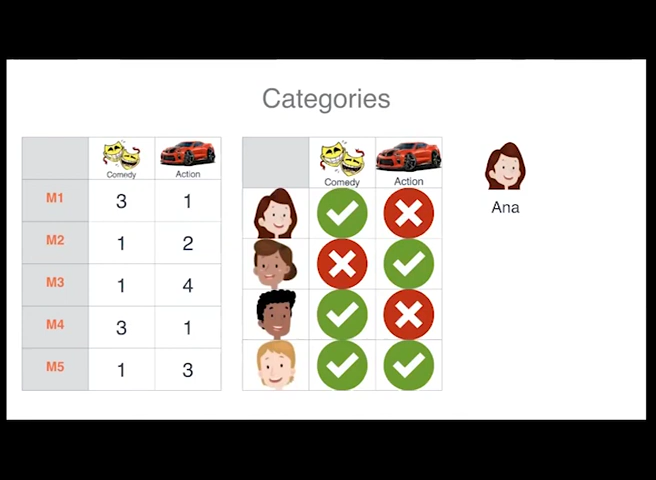 Categories
Comedy Action
M1 3 1
M2 1 2
M3 1 4
M4 3 1
M5 1 3
Comedy Action
Ana